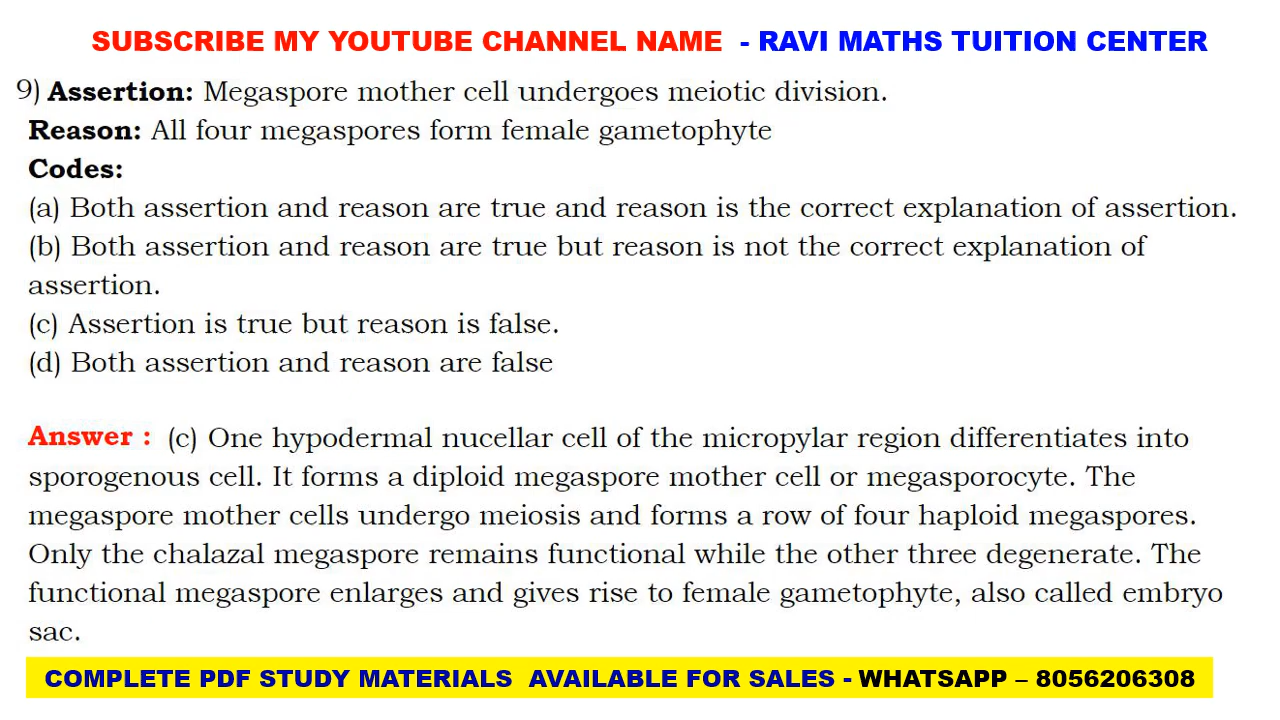 SUBSCRIBE MY YOUTUBE CHANNEL NAME - RAVI MATHS TUITION CENTER
9) Assertion: Megaspore mother cell undergoes meiotic division.
Reason: All four megaspores form female gametophyte
Codes:
(a) Both assertion and reason are true and reason is the correct explanation of assertion.
(b) Both assertion and reason are true but reason is not the correct explanation of
assertion.
(c) Assertion is true but reason is false.
(d) Both assertion and reason are false
Answer : (c) One hypodermal nucellar cell of the micropylar region differentiates into
sporogenous cell. It forms a diploid megaspore mother cell or megasporocyte. The
megaspore mother cells undergo meiosis and forms a row of four haploid megaspores.
Only the chalazal megaspore remains functional while the other three degenerate. The
functional megaspore enlarges and gives rise to female gametophyte, also called embryo
sac.
COMPLETE PDF STUDY MATERIALS AVAILABLE FOR SALES - WHATSAPP – 8056206308